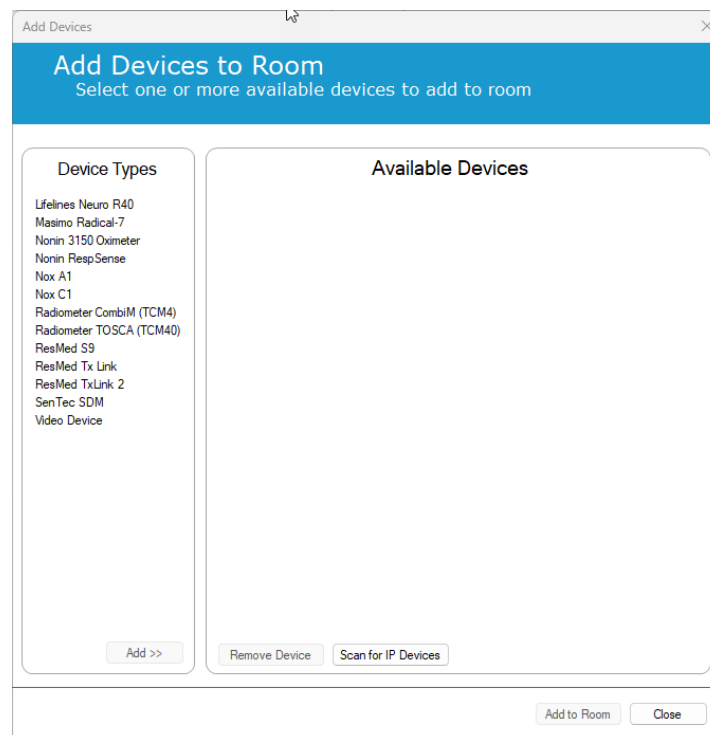 Add Devices
Add Devices to Room
Select one or more available devices to add to room
Device Types
Lifelines Neuro R40
Masimo Radical-7
Nonin 3150 Oximeter
Nonin RespSense
Nox A1
Nox C1
Radiometer CombiM (TCM4)
Radiometer TOSCA (TCM40)
ResMed S9
ResMed Tx Link
ResMed TxLink 2
SenTec SDM
Video Device
Add >>
Available Devices
Remove Device
Scan for IP Devices
Add to Room
Close